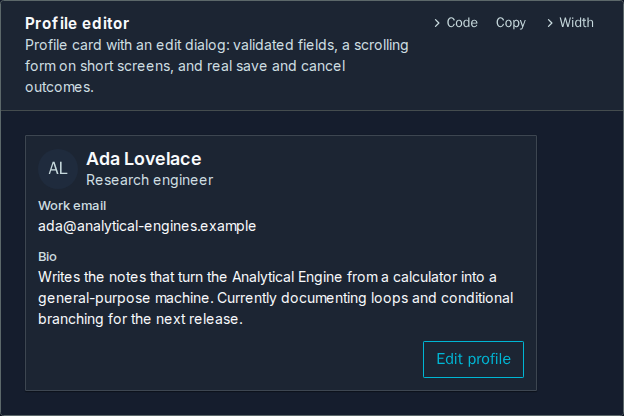 Profile editor
Code
Copy
Width
Profile card with an edit dialog: validated fields, a scrolling
form on short screens, and real save and cancel
outcomes.
AL
Ada Lovelace
Research engineer
Work email
ada@analytical-engines.example
Bio
Writes the notes that turn the Analytical Engine from a calculator into a
general-purpose machine. Currently documenting loops and conditional
branching for the next release.
Edit profile